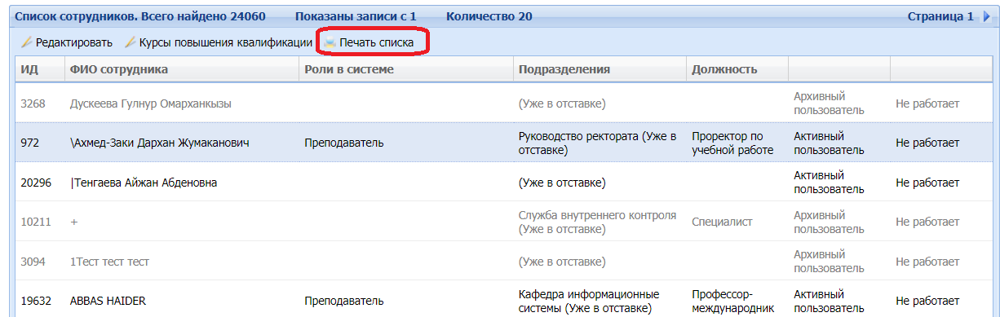 Список сотрудников. Всего найдено 24060 Показаны записи с 1 Количество 20 Страница 1
Редактировать Курсы повышения квалификации Печать списка
ИД ФИО сотрудника Роли в системе Подразделения Должность
3268 Дускеева Гулнур Омарханкызы (Уже в отставке) Архивный пользователь Не работает
972 \Ахмед-Заки Дархан Жумаканович Преподаватель Руководство ректората (Уже в отставке) Проректор по учебной работе Активный пользователь Не работает
20296 |Тенгаева Айжан Абденовна (Уже в отставке) Активный пользователь Не работает
10211 + Служба внутреннего контроля (Уже в отставке) Специалист Архивный пользователь Не работает
3094 1Тест тест тест (Уже в отставке) Архивный пользователь Не работает
19632 ABBAS HAIDER Преподаватель Кафедра информационные системы (Уже в отставке) Профессор-международник Активный пользователь Не работает